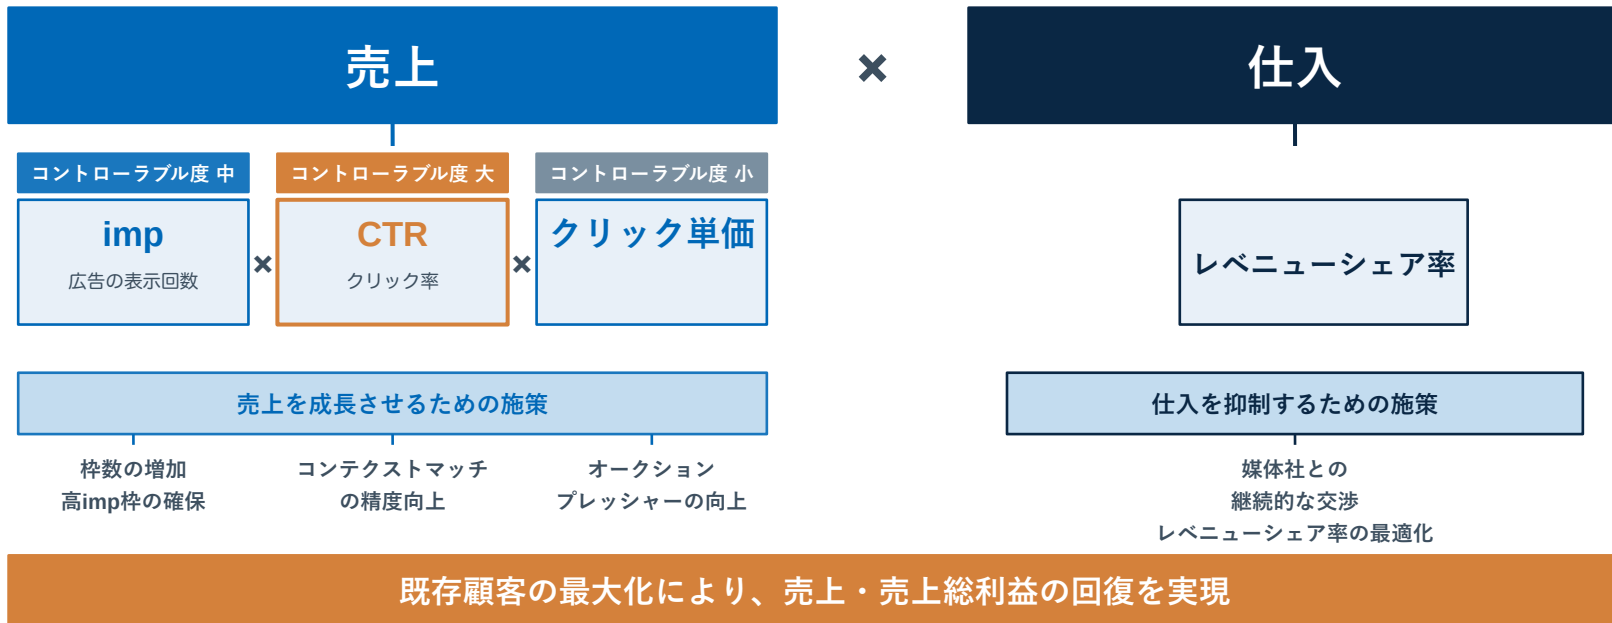 売上
×
仕入
コントローラブル度 中
コントローラブル度 大
コントローラブル度 小
imp
広告の表示回数
×
CTR
クリック率
×
クリック単価
レベニューシェア率
売上を成長させるための施策
仕入を抑制するための施策
枠数の増加
高imp枠の確保
コンテクストマッチ
の精度向上
オークション
プレッシャーの向上
媒体社との
継続的な交渉
レベニューシェア率の最適化
既存顧客の最大化により、売上・売上総利益の回復を実現